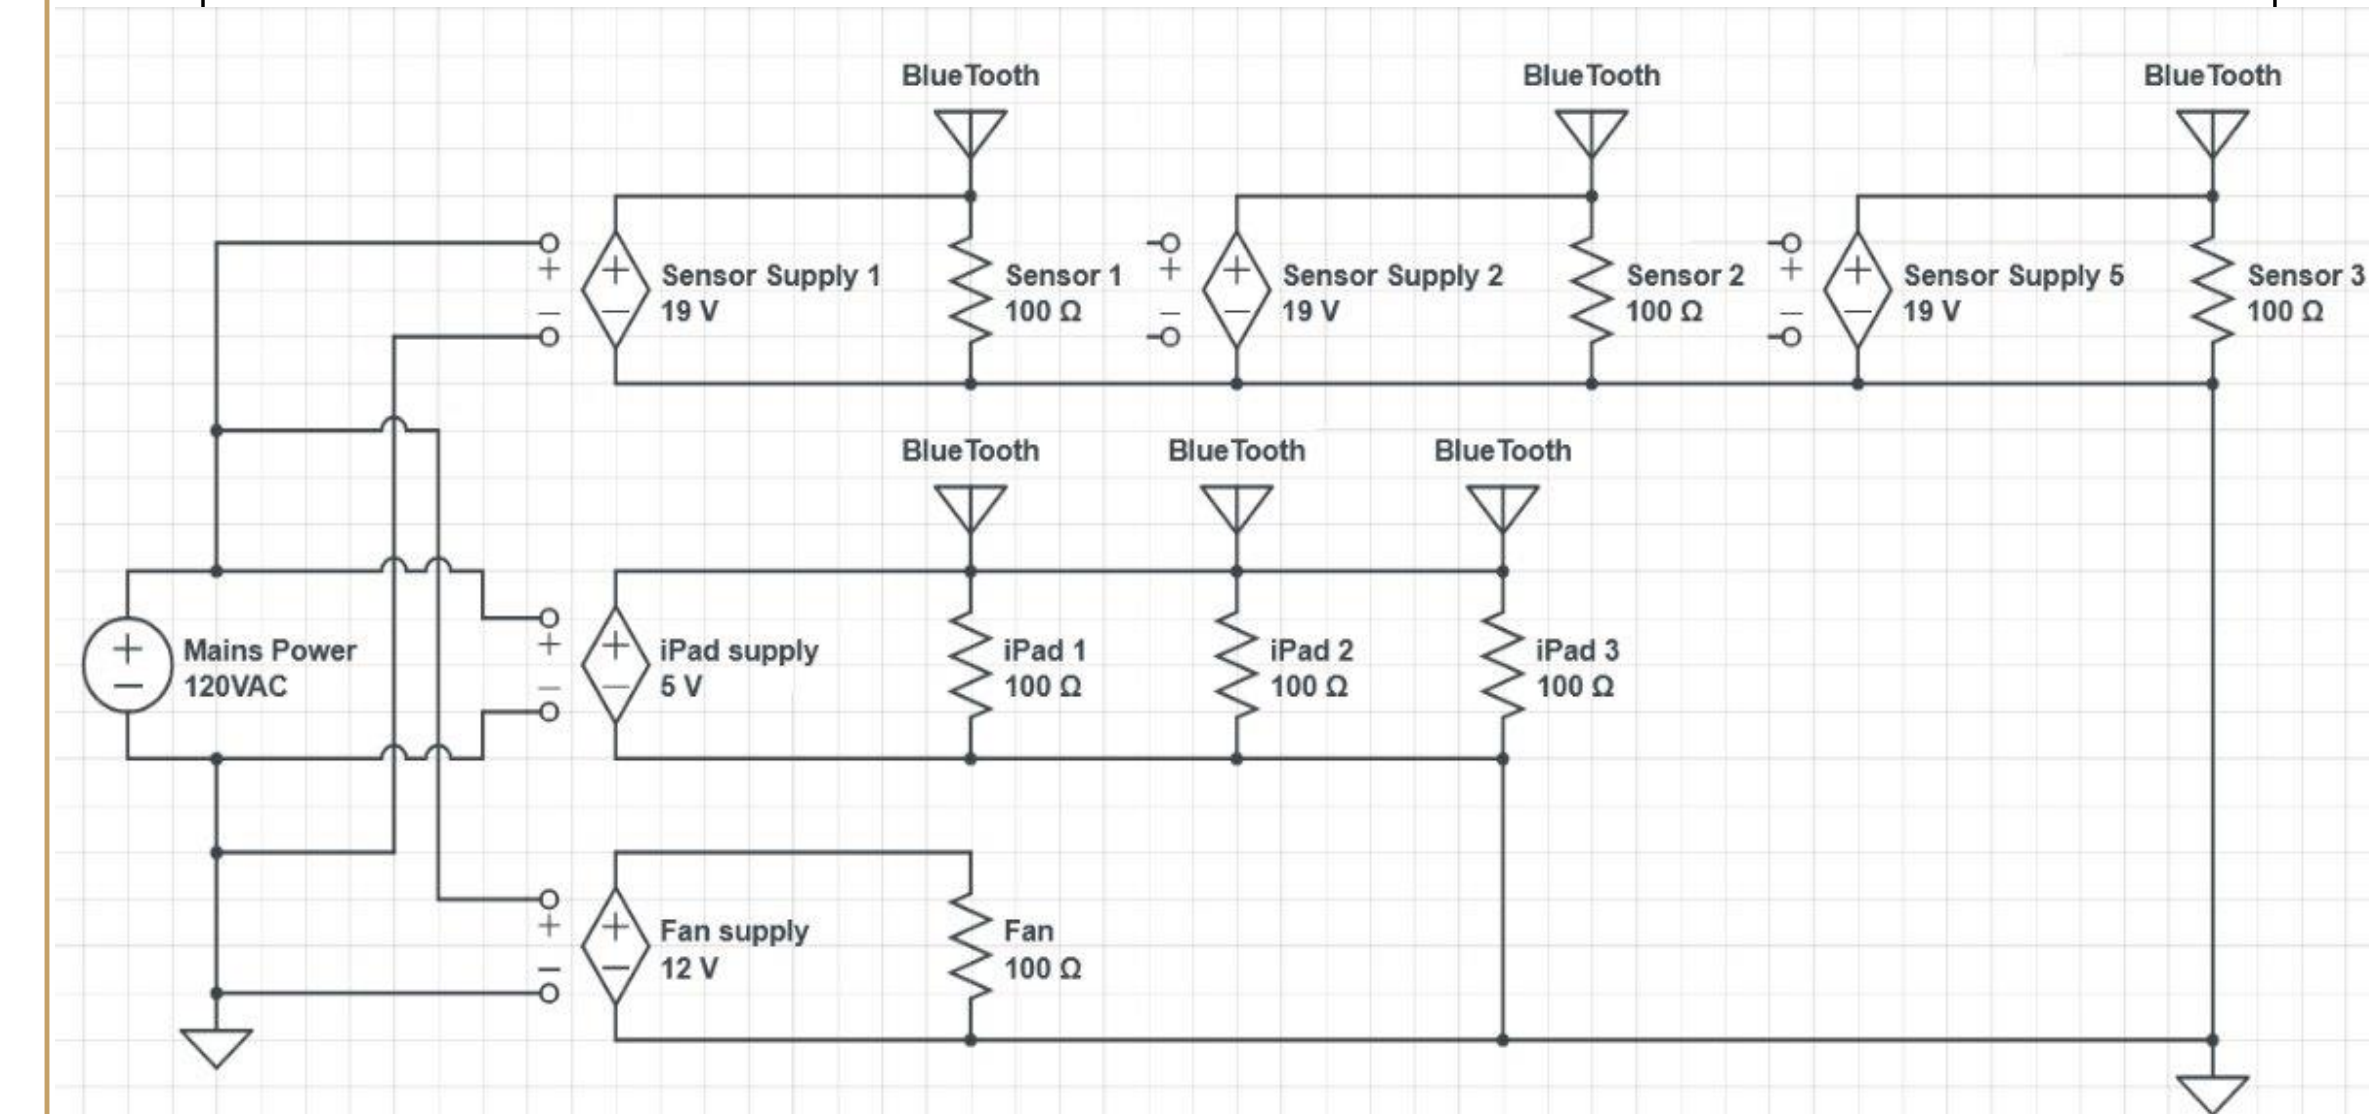 BlueTooth
BlueTooth
BlueTooth
Sensor Supply 1
19 V
Sensor 1
100 Ω
Sensor Supply 2
19 V
Sensor 2
100 Ω
Sensor Supply 5
19 V
Sensor 3
100 Ω
BlueTooth
BlueTooth
BlueTooth
Mains Power
120VAC
iPad supply
5 V
iPad 1
100 Ω
iPad 2
100 Ω
iPad 3
100 Ω
Fan supply
12 V
Fan
100 Ω